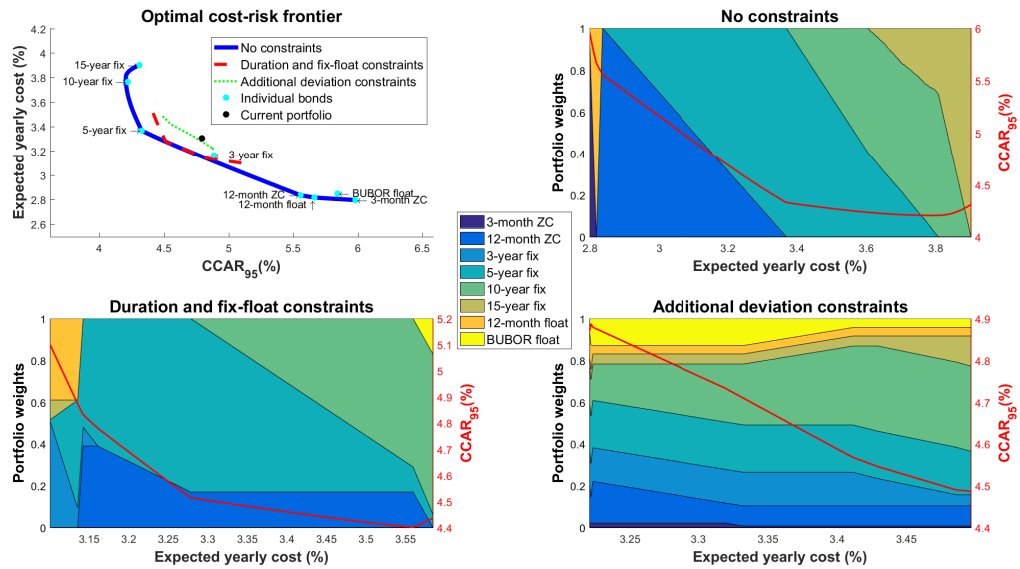 Optimal cost-risk frontier
Expected yearly cost (%)
4
3.8
3.6
3.4
3.2
3
2.8
2.6
15-year fix
10-year fix
5-year fix
3 year fix
12-month ZC
12-month float
BUBOR float
3-month ZC
No constraints
Duration and fix-float constraints
Additional deviation constraints
Individual bonds
Current portfolio
4 4.5 5 5.5 6 6.5
CCAR95(%)
No constraints
Portfolio weights
1
0.8
0.6
0.4
0.2
0
2.8 3 3.2 3.4 3.6 3.8
Expected yearly cost (%)
6
5.5
5
4.5
4
CCAR95(%)
3-month ZC
12-month ZC
3-year fix
5-year fix
10-year fix
15-year fix
12-month float
BUBOR float
Duration and fix-float constraints
Portfolio weights
1
0.8
0.6
0.4
0.2
0
3.15 3.2 3.25 3.3 3.35 3.4 3.45 3.5 3.55
Expected yearly cost (%)
5.2
5.1
5
4.9
4.8
4.7
4.6
4.5
4.4
CCAR95(%)
Additional deviation constraints
Portfolio weights
1
0.8
0.6
0.4
0.2
0
3.25 3.3 3.35 3.4 3.45
Expected yearly cost (%)
4.9
4.8
4.7
4.6
4.5
4.4
CCAR95(%)